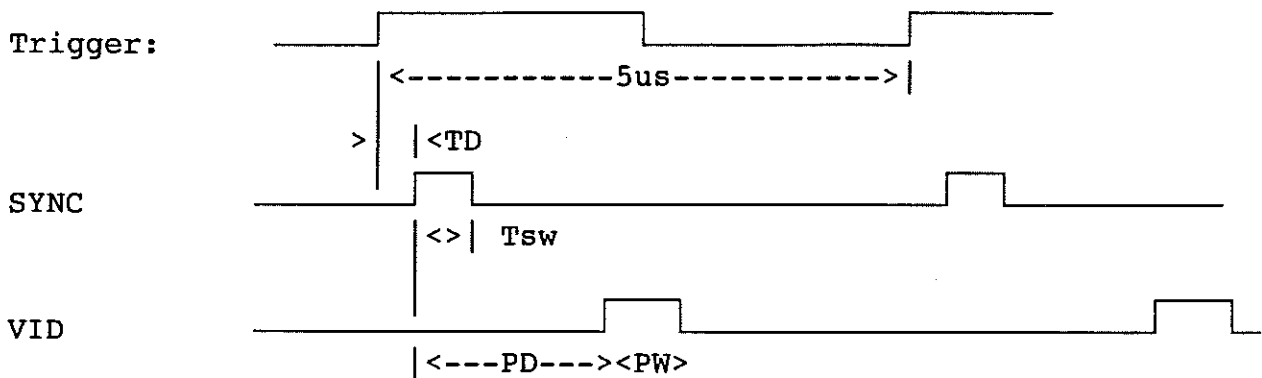 Trigger:
|<-----------5us----------->|
> |<TD
SYNC
|<>| Tsw
VID
|<---PD---><PW>